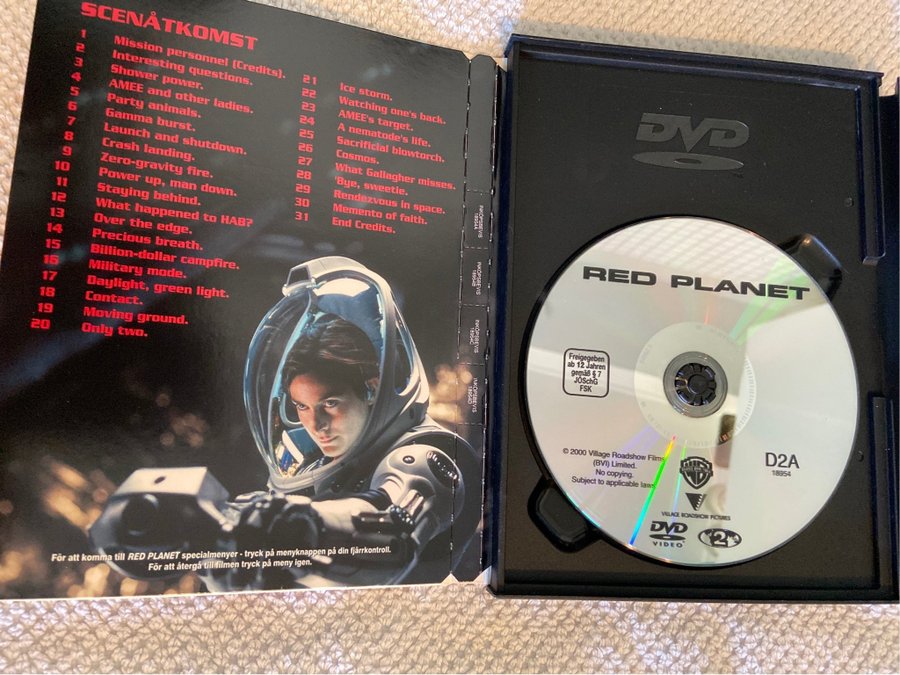 SCENÅTKOMST
1 Mission personnel (Credits).
2 Interesting questions.
3 Shower power.
4 AMEE and other ladies.
5 Party animals.
6 Gamma burst.
7 Launch and shutdown.
8 Crash landing.
9 Zero-gravity fire.
10 Power up, man down.
11 Staying behind.
12 What happened to HAB?
13 Over the edge.
14 Precious breath.
15 Billion-dollar campfire.
16 Military mode.
17 Daylight, green light.
18 Contact.
19 Moving ground.
20 Only two.
21 Ice storm.
22 Watching one's back.
23 AMEE's target.
24 A nematode's life.
25 Sacrificial blowtorch.
26 Cosmos.
27 What Gallagher misses.
28 'Bye, sweetie.
29 Rendezvous in space.
30 Memento of faith.
31 End Credits.
För att komma till RED PLANET specialmenyer - tryck på menyknappen på din fjärrkontroll.
För att återgå till filmen tryck på meny igen.
INKÖPSBEVIS
INKÖPSBEVIS
INKÖPSBEVIS
INKÖPSBEVIS
DVD
RED PLANET
Freigegeben
ab 12 Jahren
gemäß § 7
JÖSchG
FSK
© 2000 Village Roadshow Films
(BVI) Limited.
No copying.
Subject to applicable laws
D2A
18954
WB
VILLAGE ROADSHOW PICTURES
DVD
VIDEO
2